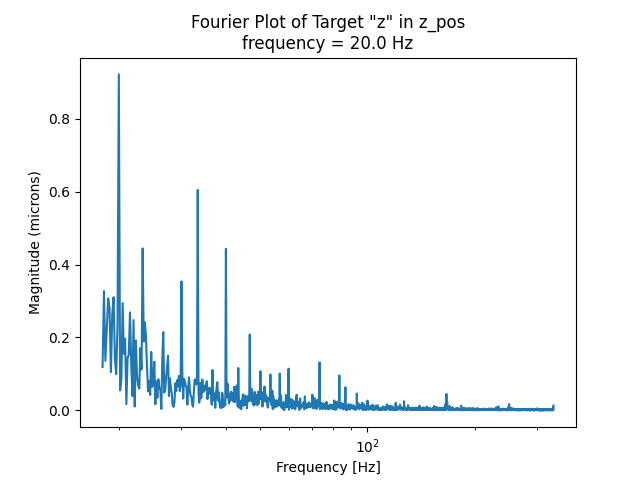 Fourier Plot of Target "z" in z_pos
frequency = 20.0 Hz
0.8
0.6
0.4
0.2
0.0
Magnitude (microns)
10²
Frequency [Hz]